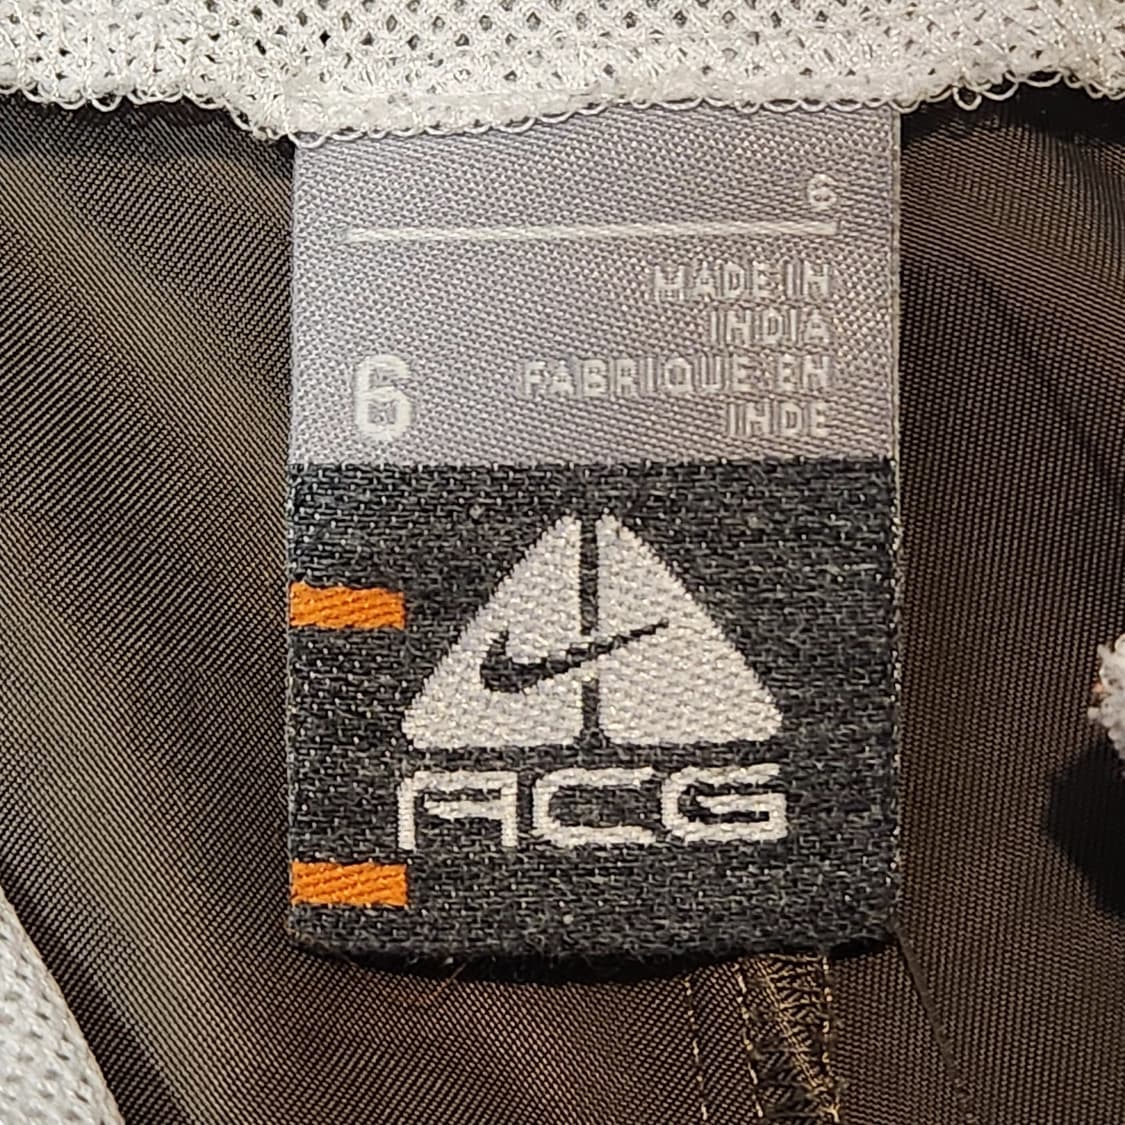 6
MADE IN
INDIA
6 FABRIQUE EN
INDE
ACG